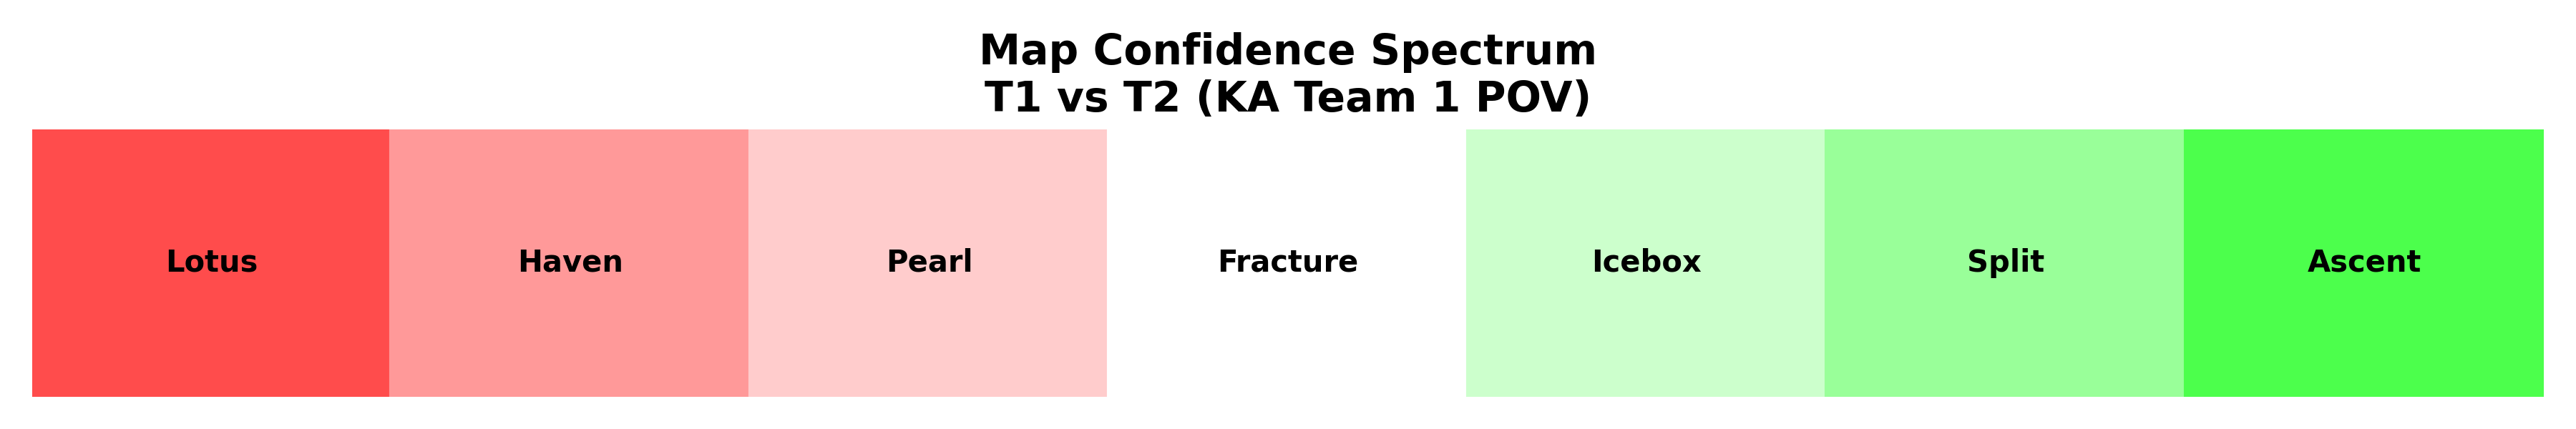 Map Confidence Spectrum
T1 vs T2 (KA Team 1 POV)
Lotus
Haven
Pearl
Fracture
Icebox
Split
Ascent